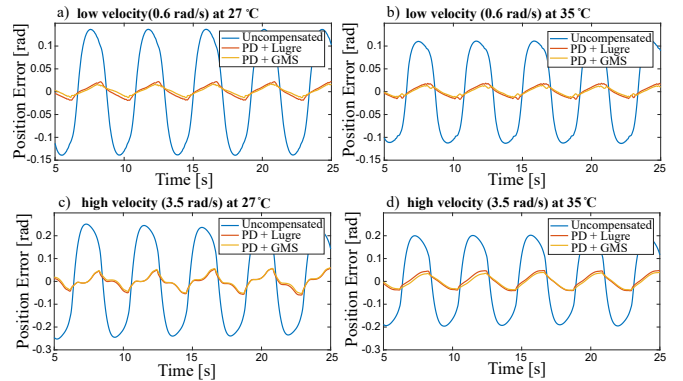 a) low velocity(0.6 rad/s) at 27 °C
Position Error [rad]
0.1
0.05
0
-0.05
-0.1
-0.15
Uncompensated
PD + Lugre
PD + GMS
5 10 15 20 25
Time [s]
b) low velocity (0.6 rad/s) at 35°C
Position Error [rad]
0.1
0.05
0
-0.05
-0.1
-0.15
Uncompensated
PD + Lugre
PD + GMS
5 10 15 20 25
Time [s]
c) high velocity (3.5 rad/s) at 27°C
Position Error [rad]
0.2
0.1
0
-0.1
-0.2
-0.3
Uncompensated
PD + Lugre
PD + GMS
5 10 15 20 25
Time [s]
d) high velocity (3.5 rad/s) at 35°C
Position Error [rad]
0.2
0.1
0
-0.1
-0.2
-0.3
Uncompensated
PD + Lugre
PD + GMS
5 10 15 20 25
Time [s]